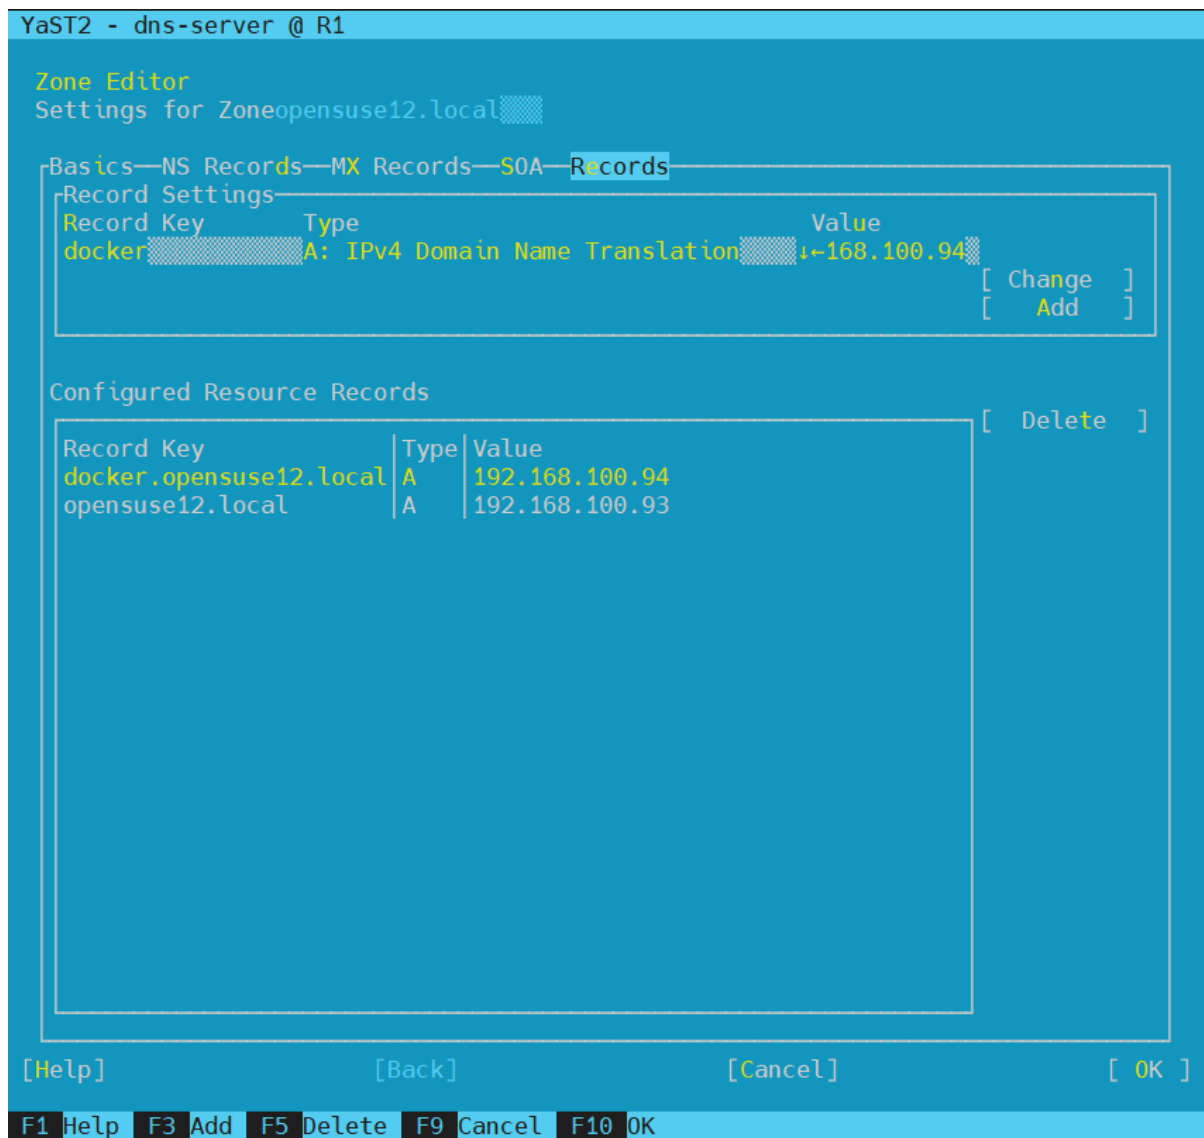 YaST2 - dns-server @ R1
Zone Editor
Settings for Zoneopensuse12.local
Basics NS Records MX Records SOA Records
Record Settings
Record Key Type Value
docker A: IPv4 Domain Name Translation ↓←168.100.94
[ Change ]
[ Add ]
Configured Resource Records
[ Delete ]
Record Key Type Value
docker.opensuse12.local A 192.168.100.94
opensuse12.local A 192.168.100.93
[Help] [Back] [Cancel] [ OK ]
F1 Help F3 Add F5 Delete F9 Cancel F10 OK